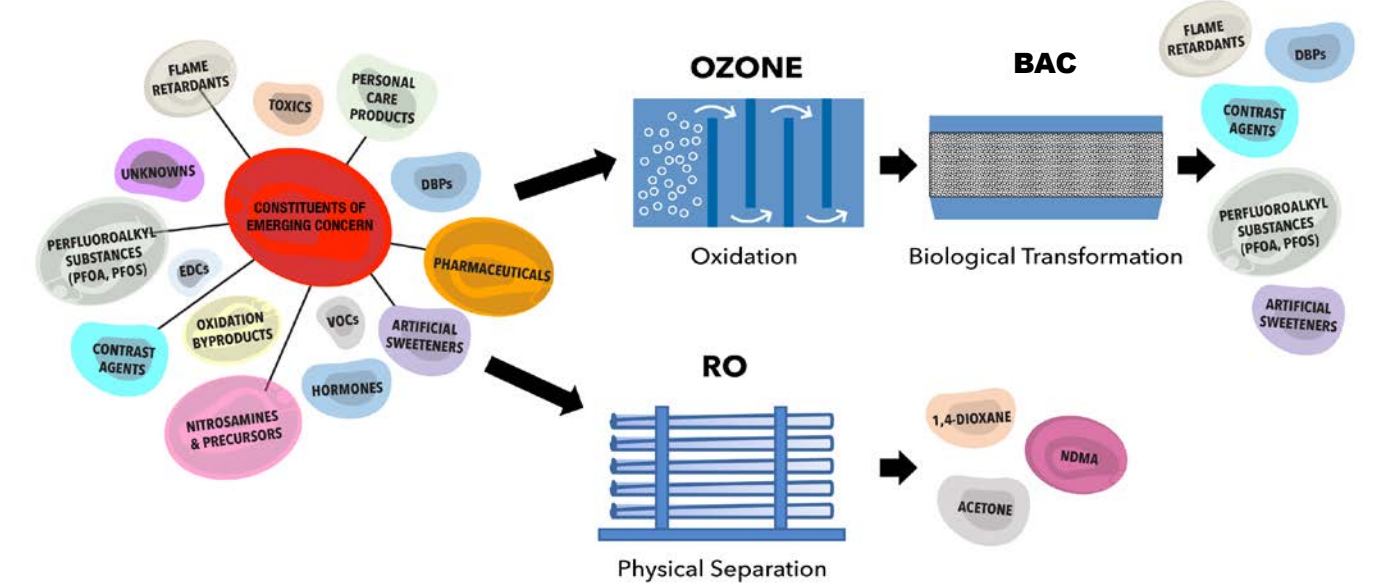 FLAME
RETARDANTS
TOXICS
PERSONAL
CARE
PRODUCTS
UNKNOWNS
DBPs
CONSTITUENTS OF
EMERGING CONCERN
PERFLUOROALKYL
SUBSTANCES
(PFOA, PFOS)
EDCs
PHARMACEUTICALS
OXIDATION
BYPRODUCTS
VOCs
ARTIFICIAL
SWEETENERS
CONTRAST
AGENTS
HORMONES
NITROSAMINES
& PRECURSORS
OZONE
Oxidation
BAC
Biological Transformation
FLAME
RETARDANTS
DBPs
CONTRAST
AGENTS
PERFLUOROALKYL
SUBSTANCES
(PFOA, PFOS)
ARTIFICIAL
SWEETENERS
RO
Physical Separation
1,4-DIOXANE
NDMA
ACETONE